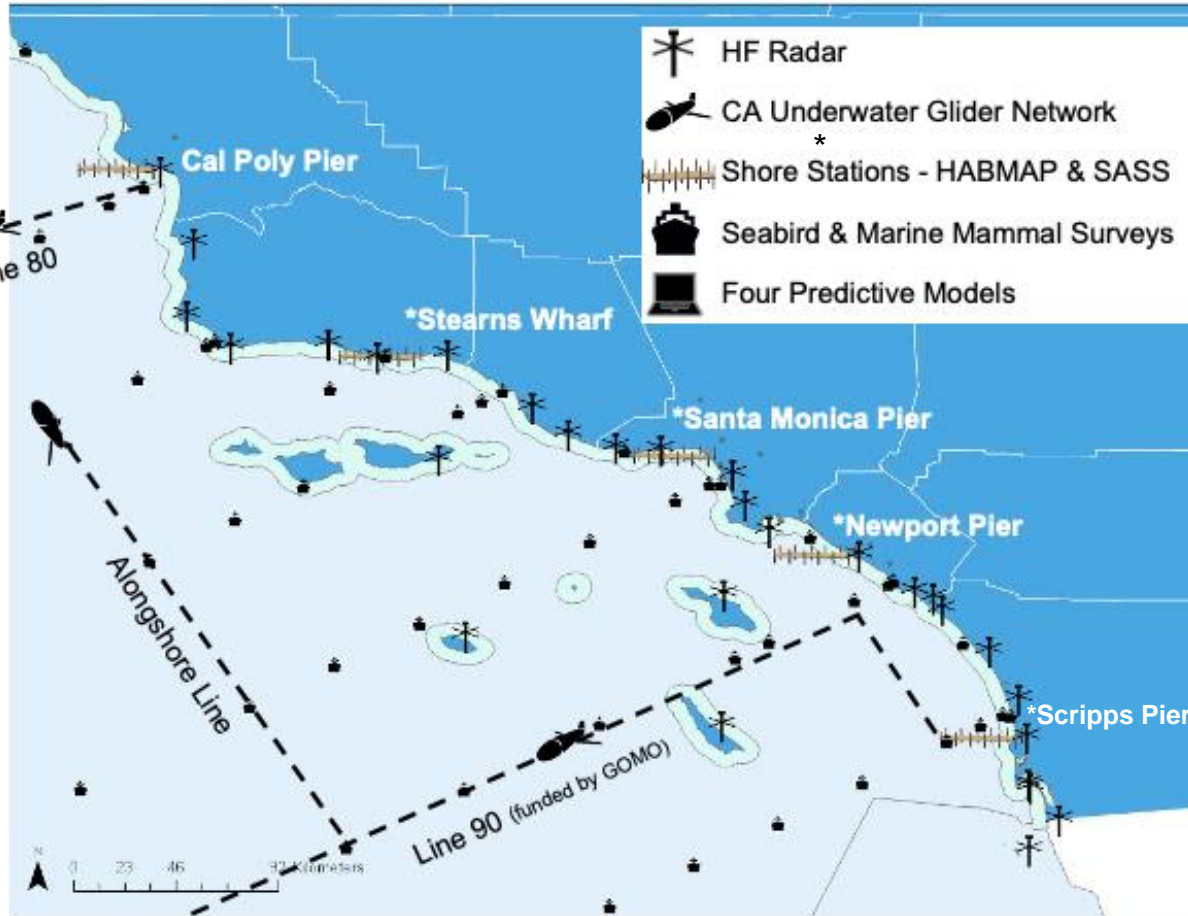 HF Radar
CA Underwater Glider Network
*
Shore Stations - HABMAP & SASS
Seabird & Marine Mammal Surveys
Four Predictive Models
Cal Poly Pier
ne 80
*Stearns Wharf
*Santa Monica Pier
*Newport Pier
Alongshore Line
*Scripps Pier
Line 90 (funded by GOMO)
N
0 23 46 92 Kilometers